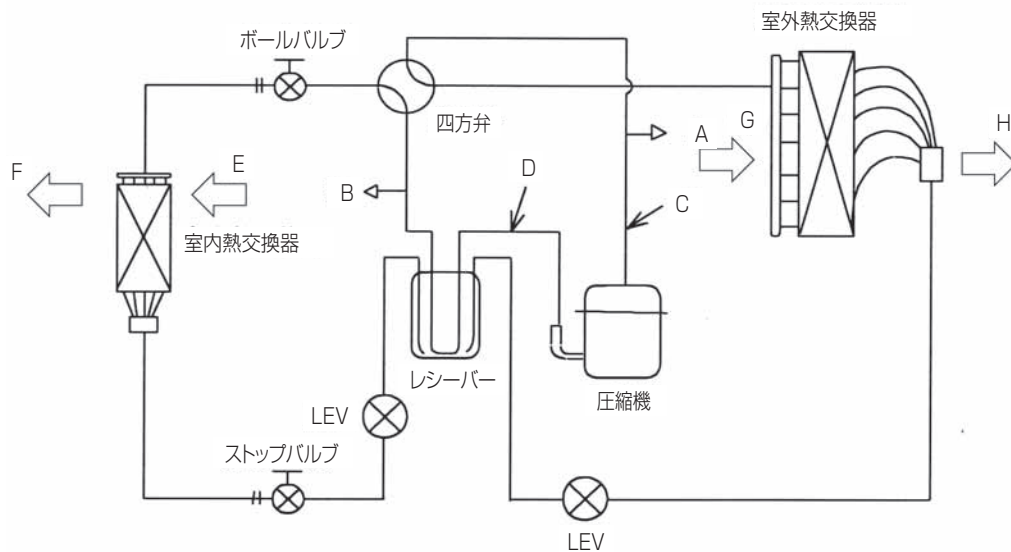 室外熱交換器
ボールバルブ
四方弁
A
G
H
F
E
B
D
C
室内熱交換器
レシーバー
圧縮機
LEV
ストップバルブ
LEV